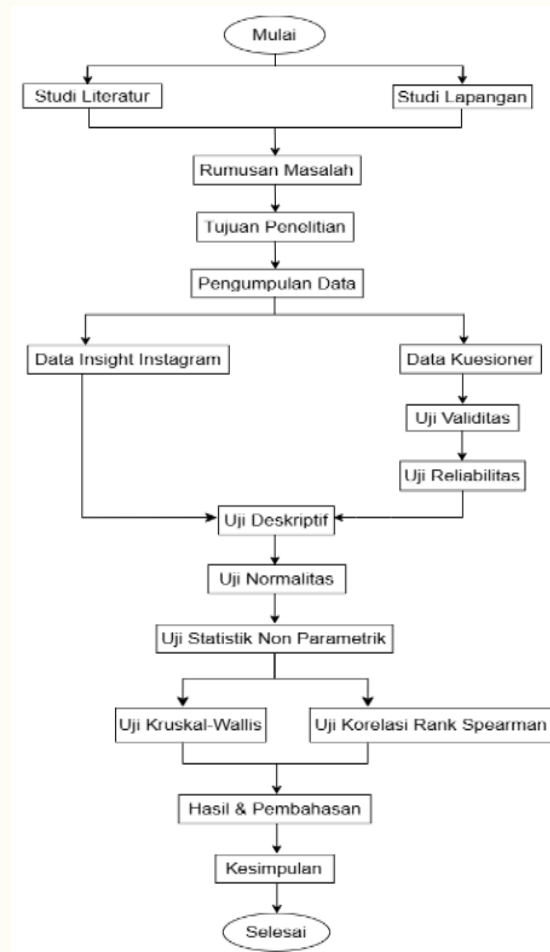 Mulai
Studi Literatur
Studi Lapangan
Rumusan Masalah
Tujuan Penelitian
Pengumpulan Data
Data Insight Instagram
Data Kuesioner
Uji Validitas
Uji Reliabilitas
Uji Deskriptif
Uji Normalitas
Uji Statistik Non Parametrik
Uji Kruskal-Wallis
Uji Korelasi Rank Spearman
Hasil & Pembahasan
Kesimpulan
Selesai